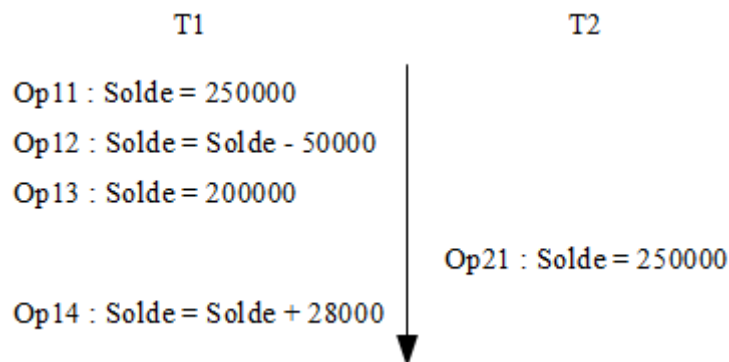 T1 T2
Op11 : Solde = 250000
Op12 : Solde = Solde - 50000
Op13 : Solde = 200000
Op21 : Solde = 250000
Op14 : Solde = Solde + 28000